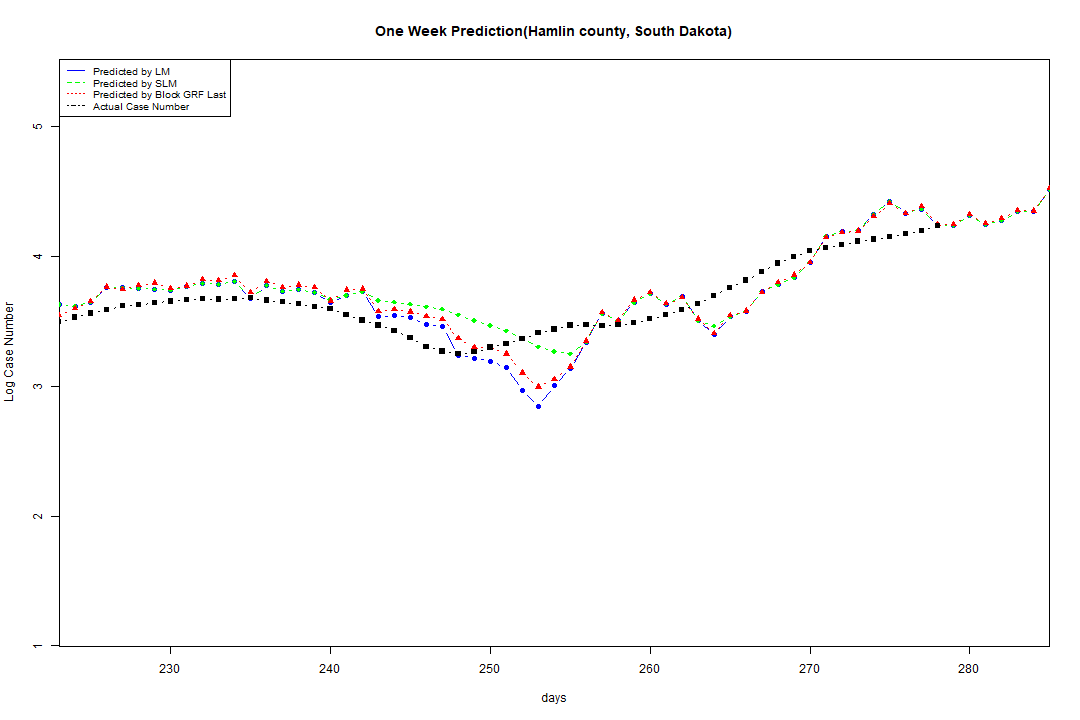 One Week Prediction(Hamlin county, South Dakota)
Predicted by LM
Predicted by SLM
Predicted by Block GRF Last
Actual Case Number
5
4
3
2
1
Log Case Number
230 240 250 260 270 280
days